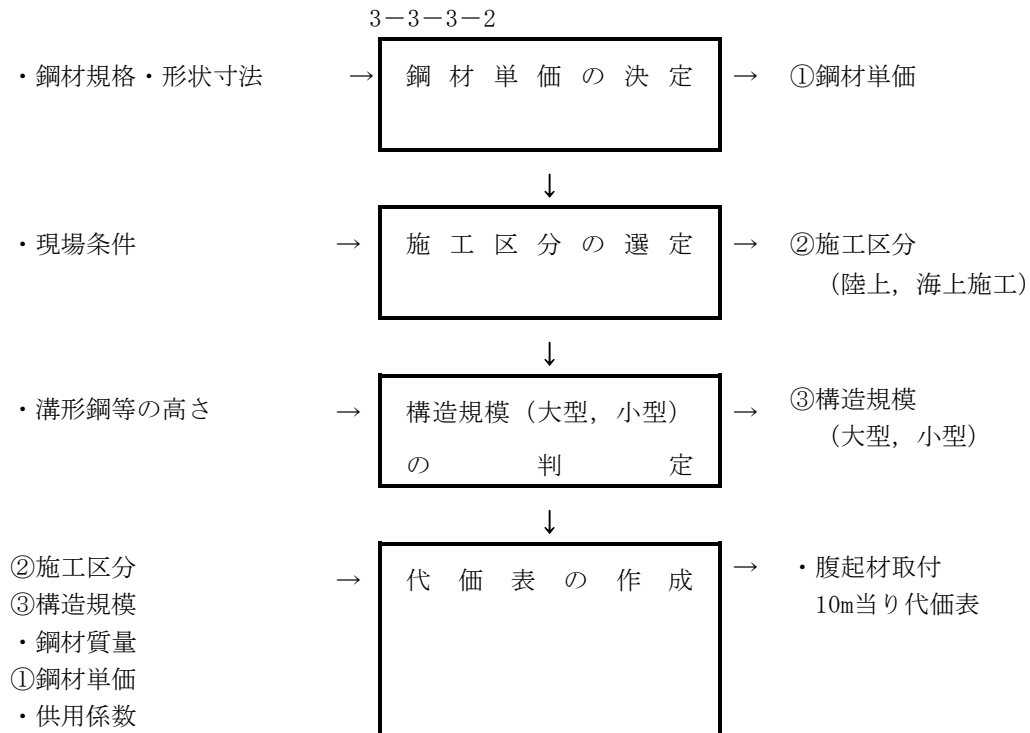 3-3-3-2
・鋼材規格・形状寸法 → 鋼材単価の決定 → ①鋼材単価
↓
・現場条件 → 施工区分の選定 → ②施工区分
(陸上，海上施工)
↓
・溝形鋼等の高さ → 構造規模（大型，小型） → ③構造規模
の判定 (大型，小型)
↓
②施工区分 → 代価表の作成 → ・腹起材取付
③構造規模 10m当り代価表
・鋼材質量
①鋼材単価
・供用係数